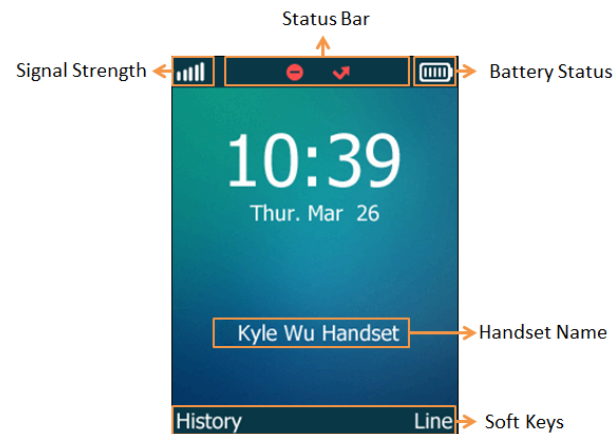 Status Bar
Signal Strength
Battery Status
10:39
Thur. Mar 26
Kyle Wu Handset
Handset Name
History
Line
Soft Keys